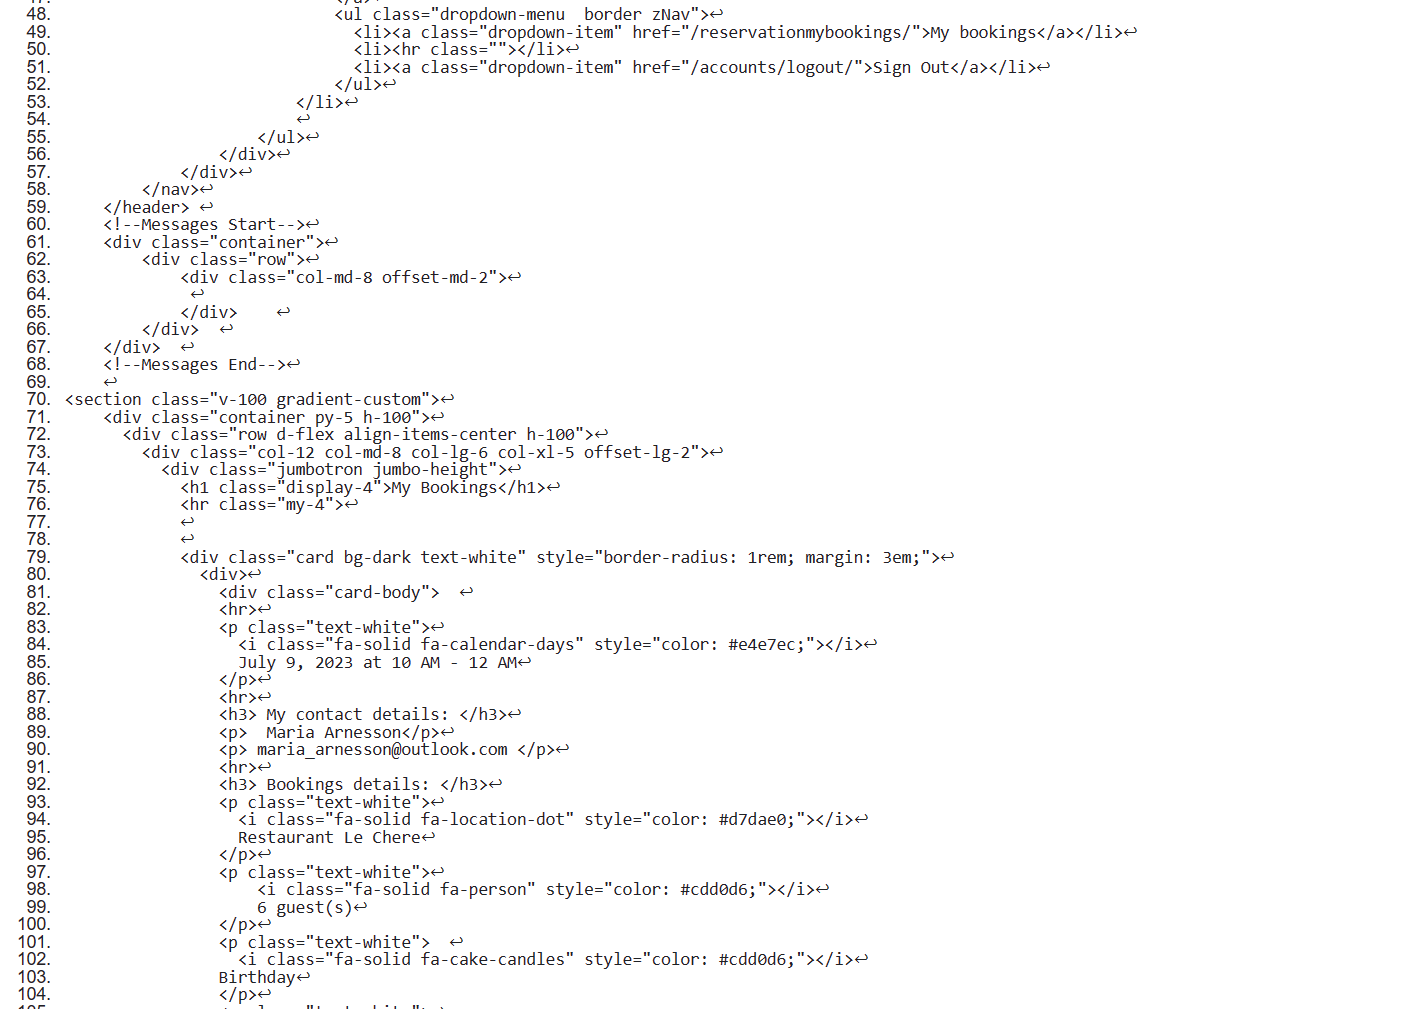 48. <ul class="dropdown-menu  border zNav">↩
49. <li><a class="dropdown-item" href="/reservationmybookings/">My bookings</a></li>↩
50. <li><hr class=""></li>↩
51. <li><a class="dropdown-item" href="/accounts/logout/">Sign Out</a></li>↩
52. </ul>↩
53. </li>↩
54. ↩
55. </ul>↩
56. </div>↩
57. </div>↩
58. </nav>↩
59. </header> ↩
60. <!--Messages Start-->↩
61. <div class="container">↩
62. <div class="row">↩
63. <div class="col-md-8 offset-md-2">↩
64. ↩
65. </div>    ↩
66. </div>  ↩
67. </div>  ↩
68. <!--Messages End-->↩
69. ↩
70. <section class="v-100 gradient-custom">↩
71. <div class="container py-5 h-100">↩
72. <div class="row d-flex align-items-center h-100">↩
73. <div class="col-12 col-md-8 col-lg-6 col-xl-5 offset-lg-2">↩
74. <div class="jumbotron jumbo-height">↩
75. <h1 class="display-4">My Bookings</h1>↩
76. <hr class="my-4">↩
77. ↩
78. ↩
79. <div class="card bg-dark text-white" style="border-radius: 1rem; margin: 3em;">↩
80. <div>↩
81. <div class="card-body">  ↩
82. <hr>↩
83. <p class="text-white">↩
84. <i class="fa-solid fa-calendar-days" style="color: #e4e7ec;"></i>↩
85. July 9, 2023 at 10 AM - 12 AM↩
86. </p>↩
87. <hr>↩
88. <h3> My contact details: </h3>↩
89. <p>  Maria Arnesson</p>↩
90. <p> maria_arnesson@outlook.com </p>↩
91. <hr>↩
92. <h3> Bookings details: </h3>↩
93. <p class="text-white">↩
94. <i class="fa-solid fa-location-dot" style="color: #d7dae0;"></i>↩
95. Restaurant Le Chere↩
96. </p>↩
97. <p class="text-white">↩
98. <i class="fa-solid fa-person" style="color: #cdd0d6;"></i>↩
99. 6 guest(s)↩
100. </p>↩
101. <p class="text-white">  ↩
102. <i class="fa-solid fa-cake-candles" style="color: #cdd0d6;"></i>↩
103. Birthday↩
104. </p>↩